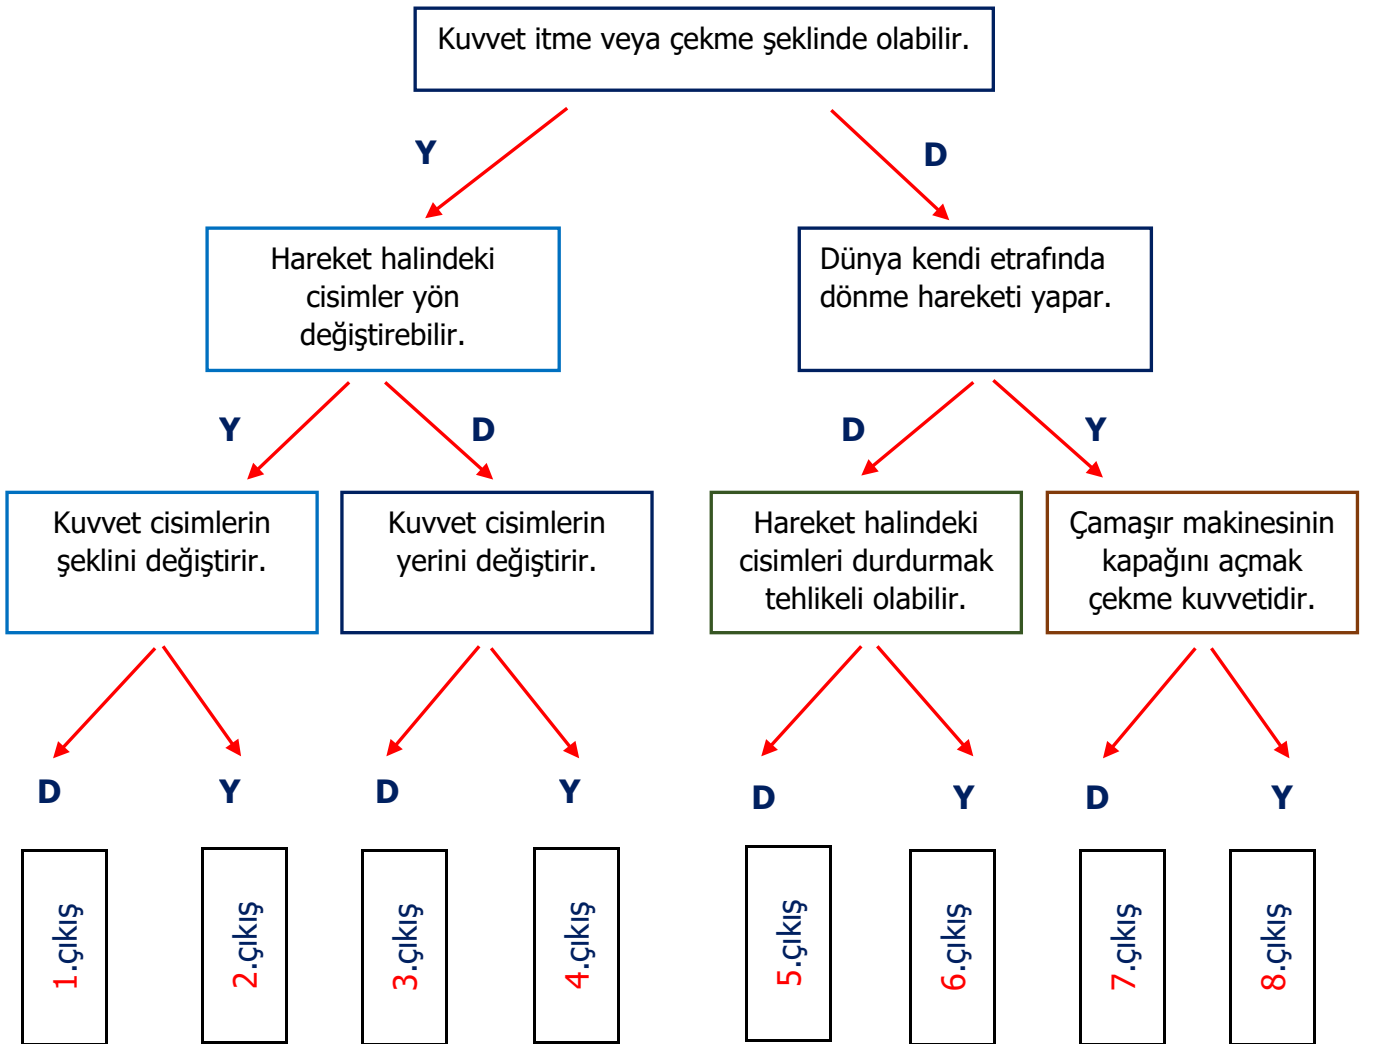 Kuvvet itme veya çekme şeklinde olabilir.
Y
D
Hareket halindeki
cisimler yön
değiştirebilir.
Dünya kendi etrafında
dönme hareketi yapar.
Y
D
D
Y
Kuvvet cisimlerin
şeklini değiştirir.
Kuvvet cisimlerin
yerini değiştirir.
Hareket halindeki
cisimleri durdurmak
tehlikeli olabilir.
Çamaşır makinesinin
kapağını açmak
çekme kuvvetidir.
D
Y
D
Y
D
Y
D
Y
1.çıkış
2.çıkış
3.çıkış
4.çıkış
5.çıkış
6.çıkış
7.çıkış
8.çıkış